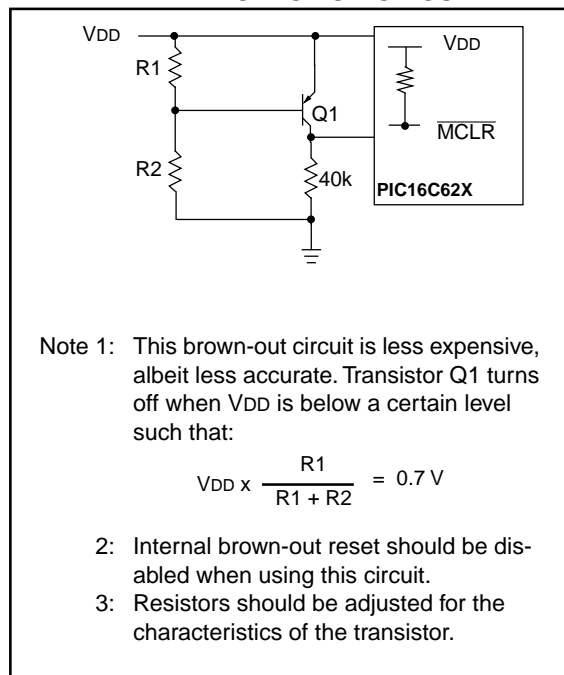 VDD
VDD
R1
Q1
MCLR
R2
40k
PIC16C62X
Note 1: This brown-out circuit is less expensive,
albeit less accurate. Transistor Q1 turns
off when VDD is below a certain level
such that:
VDD x R1 / R1 + R2 = 0.7 V
2: Internal brown-out reset should be dis-
abled when using this circuit.
3: Resistors should be adjusted for the
characteristics of the transistor.